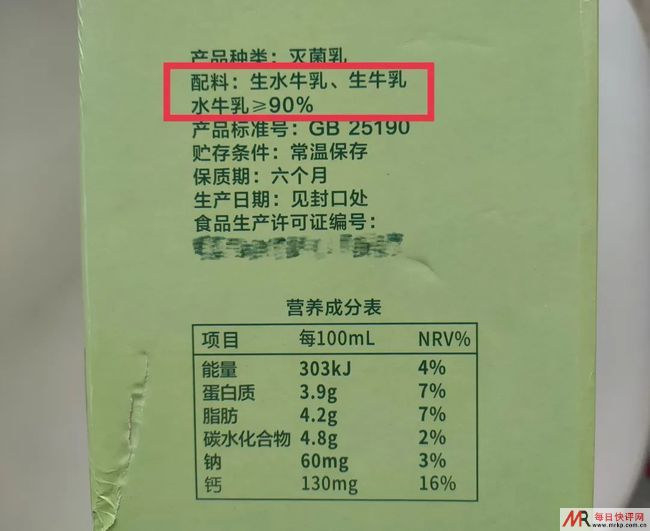 产品种类：灭菌乳
配料：生水牛乳、生牛乳
水牛乳≥90%
产品标准号：GB 25190
贮存条件：常温保存
保质期：六个月
生产日期：见封口处
食品生产许可证编号：
营养成分表
项目 每100mL NRV%
能量 303kJ 4%
蛋白质 3.9g 7%
脂肪 4.2g 7%
碳水化合物 4.8g 2%
钠 60mg 3%
钙 130mg 16%
MR 每日快评网
www.mrkp.com